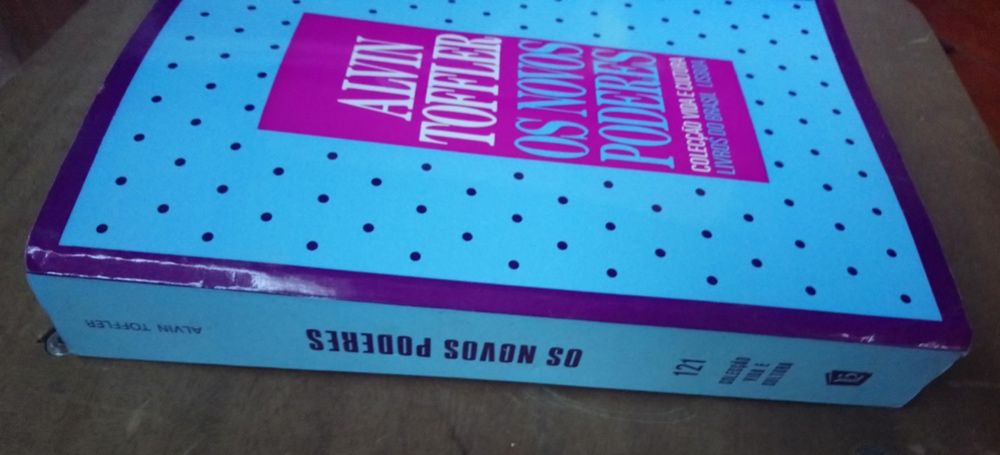 ALVIN
TOFFLER
OS NOVOS
PODERES
COLECÇÃO VIDA E CULTURA
LIVROS DO BRASIL LISBOA
ALVIN TOFFLER
OS NOVOS PODERES
121
COLECÇÃO
VIDA E
CULTURA